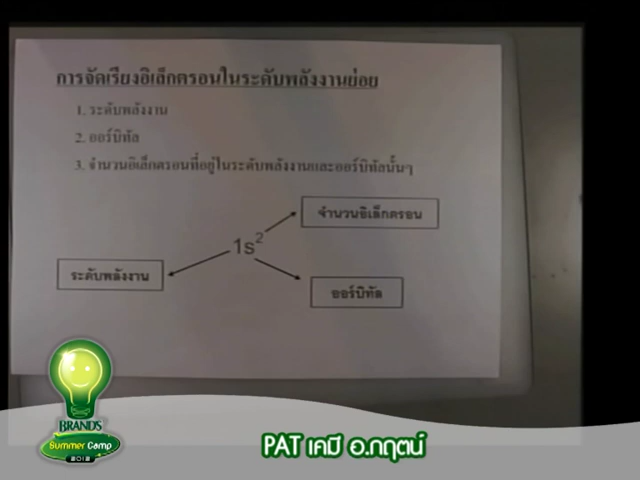 การจัดเรียงอิเล็กตรอนในระดับพลังงานย่อย
1. ระดับพลังงาน
2. ออร์บิทัล
3. จำนวนอิเล็กตรอนที่อยู่ในระดับพลังงานและออร์บิทัลนั้นๆ
จำนวนอิเล็กตรอน
1s²
ระดับพลังงาน
ออร์บิทัล
BRAND'S
Summer Camp
2012
PAT เคมี อ.กฤตน์